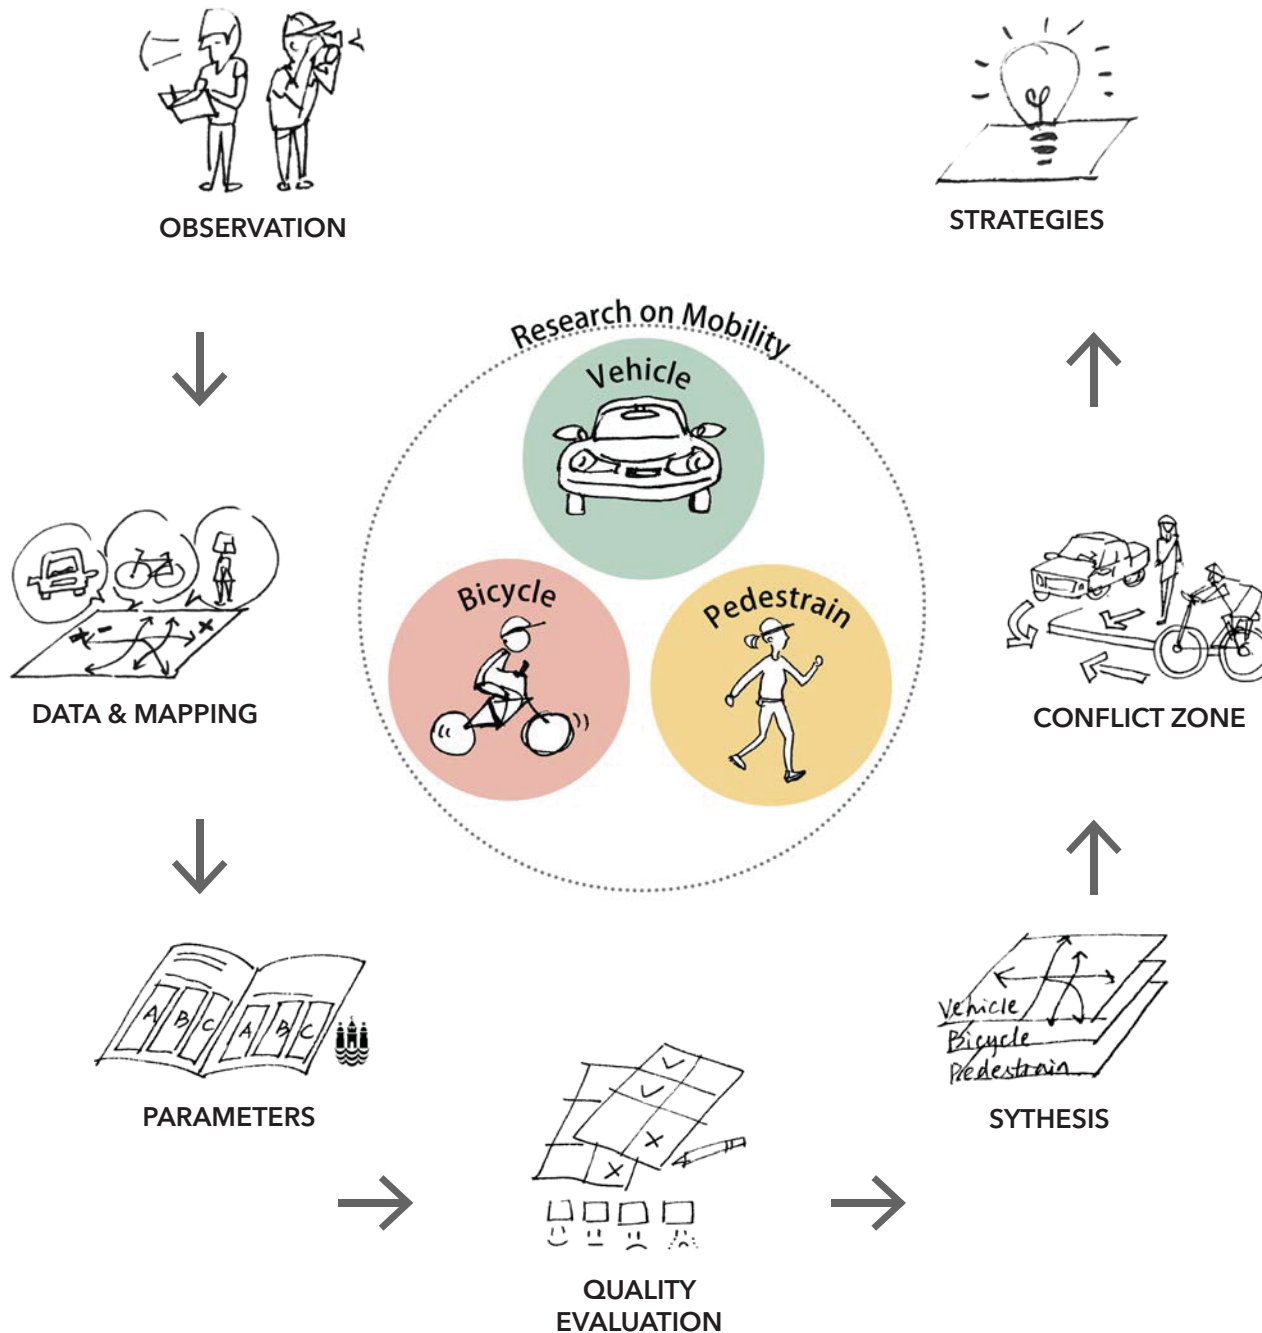 OBSERVATION
STRATEGIES
Research on Mobility
Vehicle
Bicycle
Pedestrain
DATA & MAPPING
CONFLICT ZONE
A B C A B C
PARAMETERS
Vehicle
Bicycle
Pedestrain
SYTHESIS
QUALITY
EVALUATION